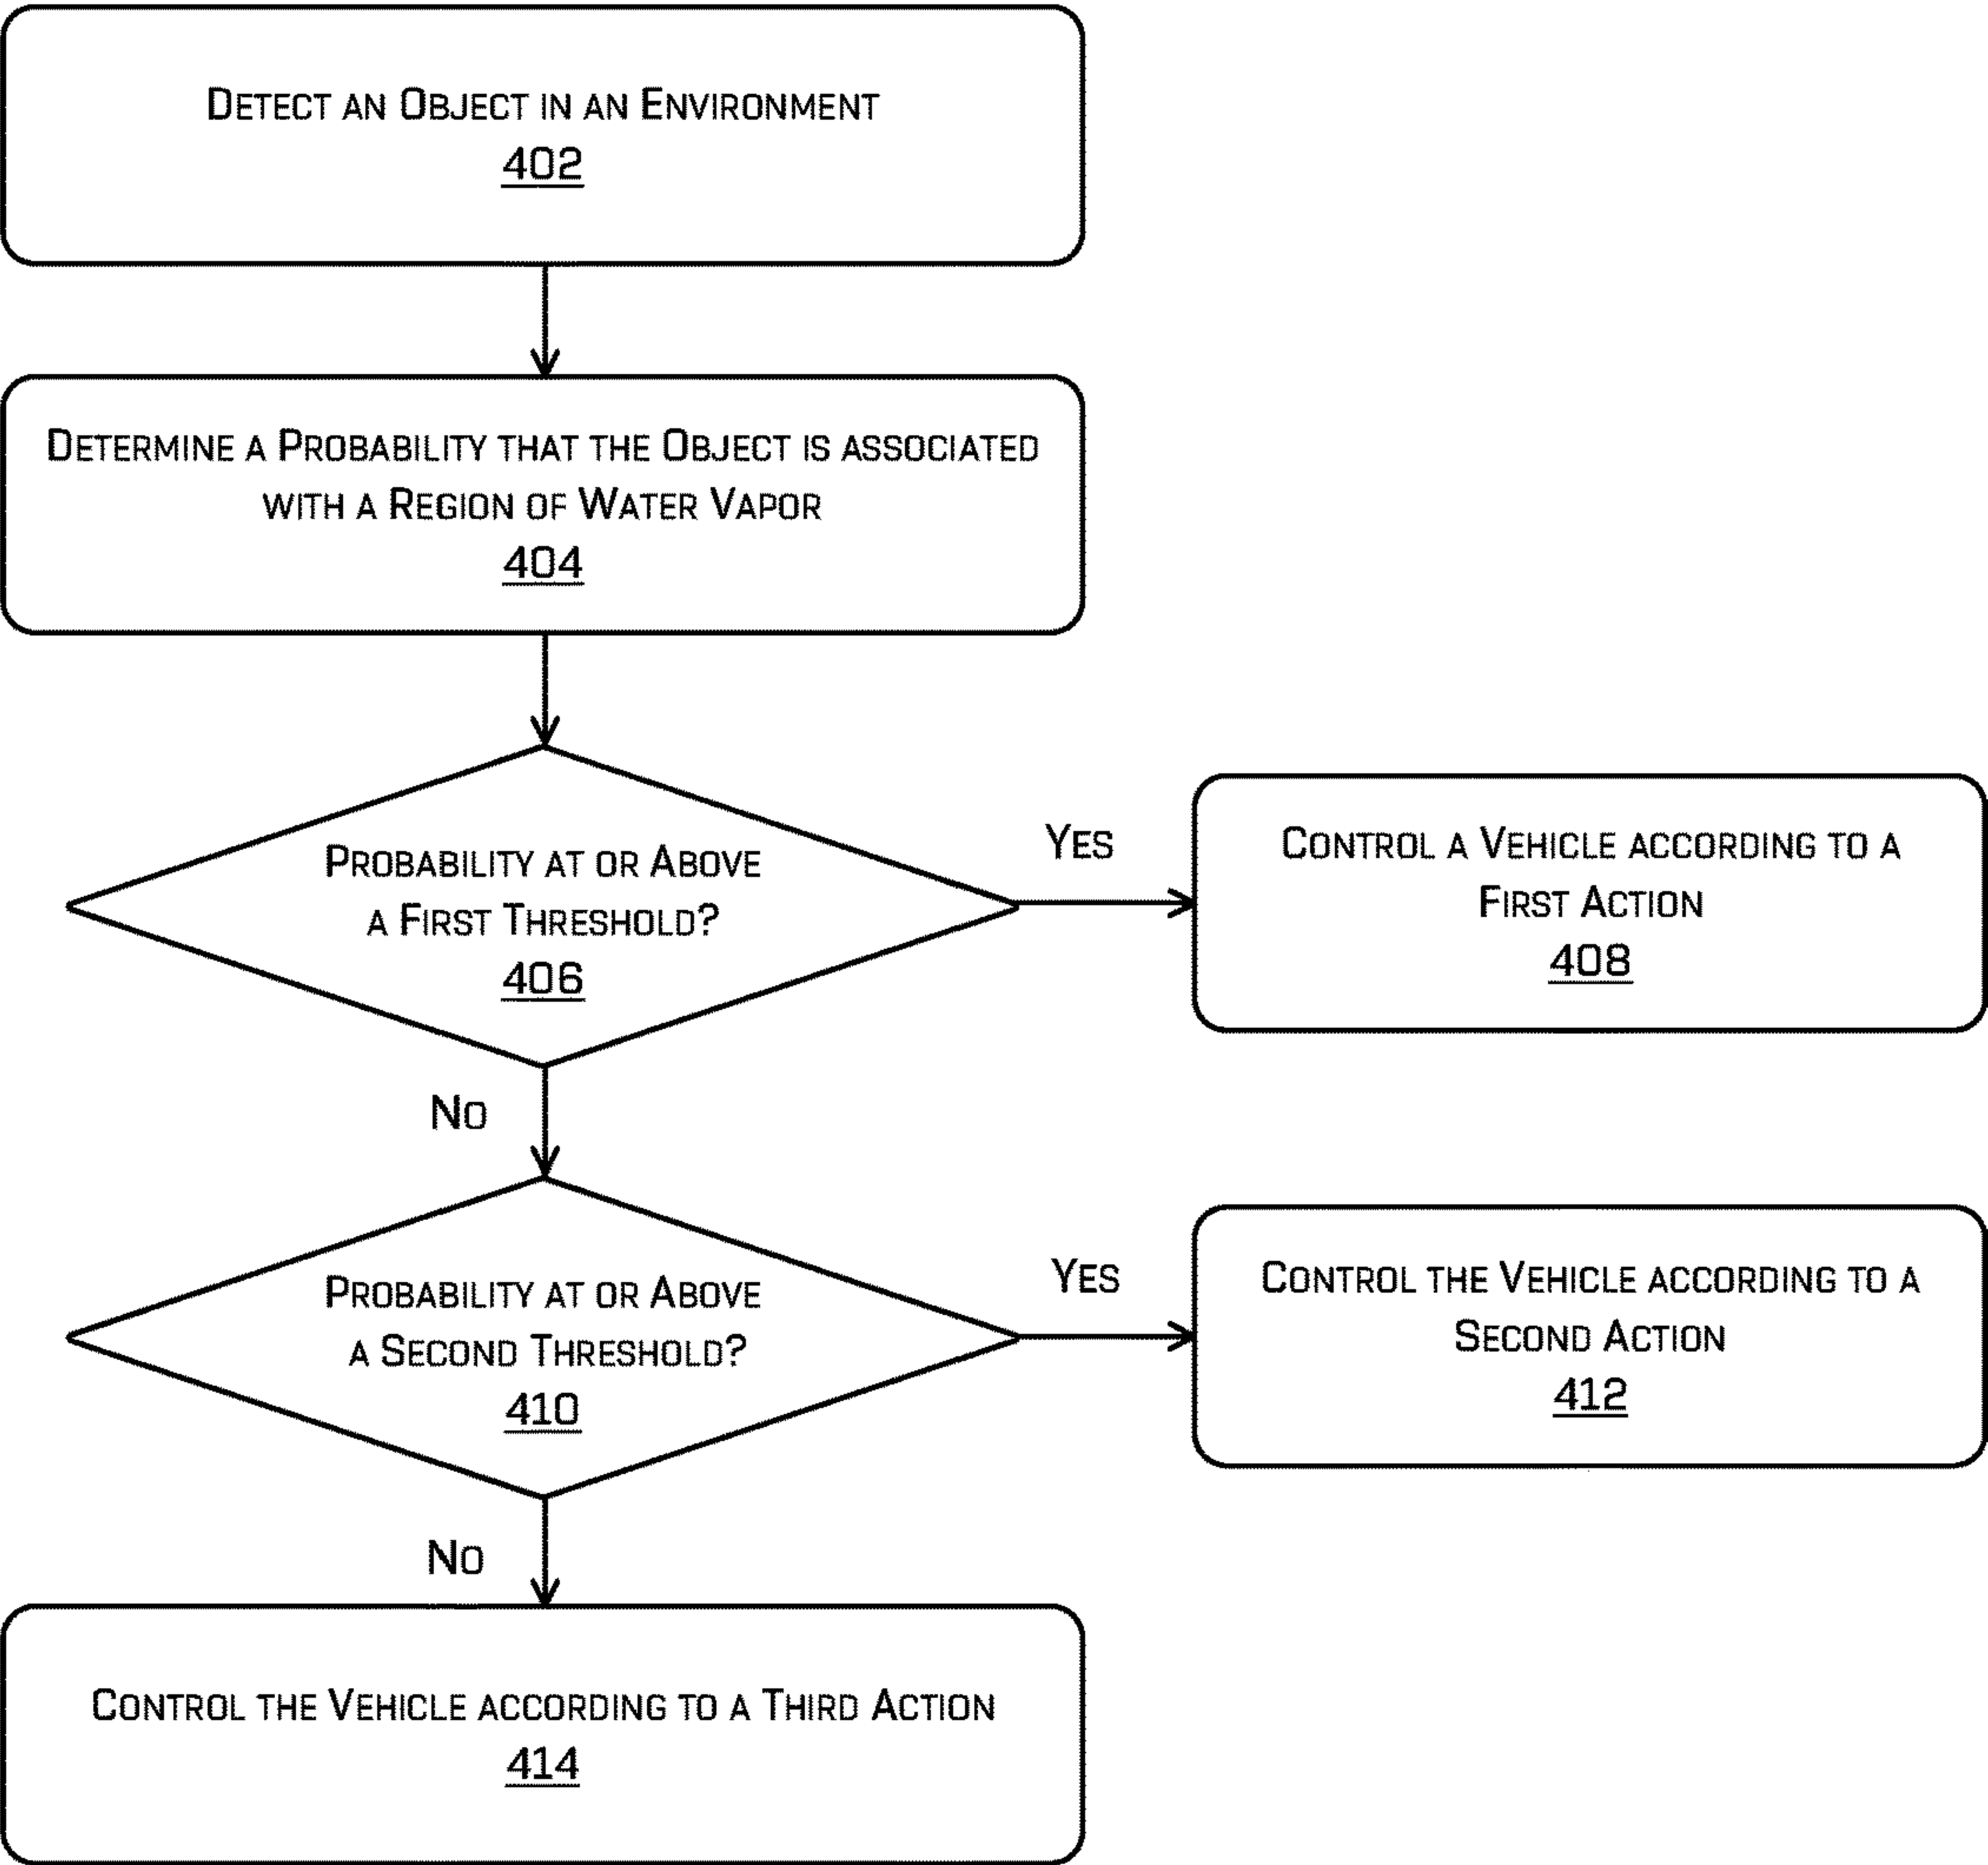 Detect an Object in an Environment
402
Determine a Probability that the Object is associated
with a Region of Water Vapor
404
Probability at or Above
a First Threshold?
406
Yes
Control a Vehicle according to a
First Action
408
No
Probability at or Above
a Second Threshold?
410
Yes
Control the Vehicle according to a
Second Action
412
No
Control the Vehicle according to a Third Action
414